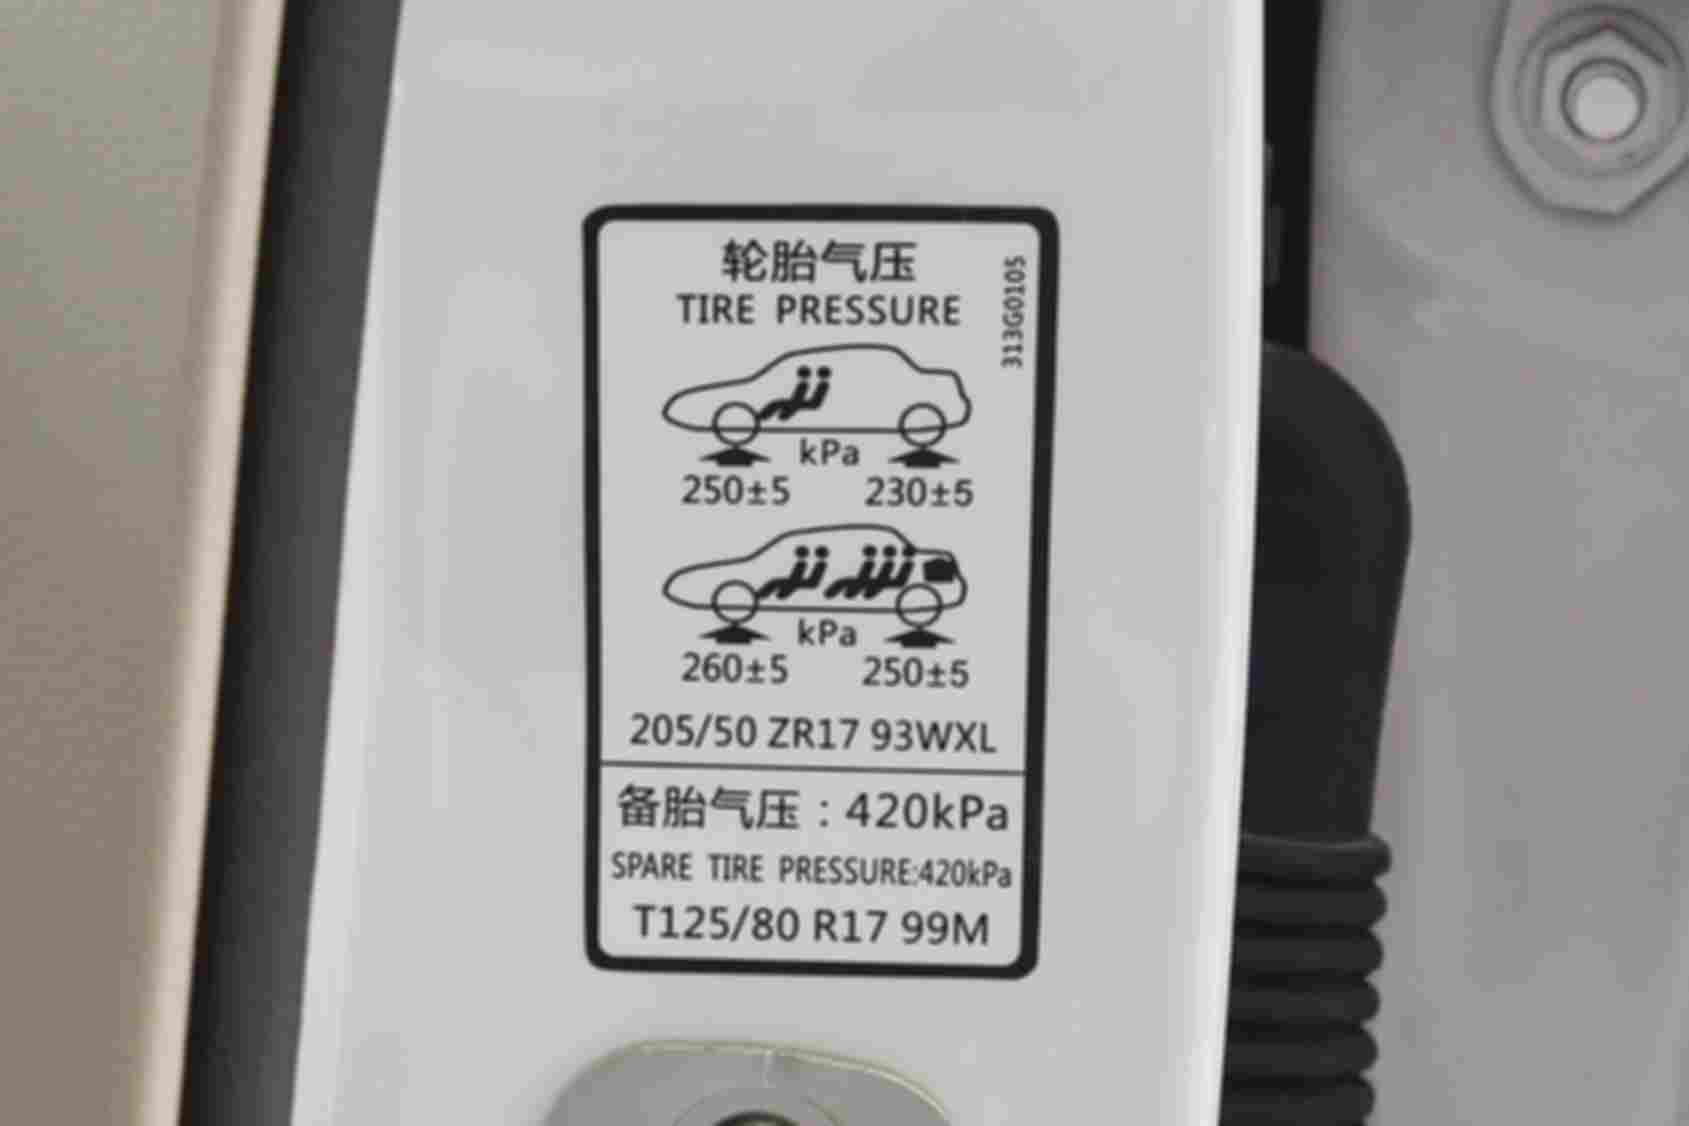 轮胎气压
TIRE PRESSURE
313G0105
kPa
250±5 230±5
kPa
260±5 250±5
205/50 ZR17 93WXL
备胎气压：420kPa
SPARE TIRE PRESSURE:420kPa
T125/80 R17 99M